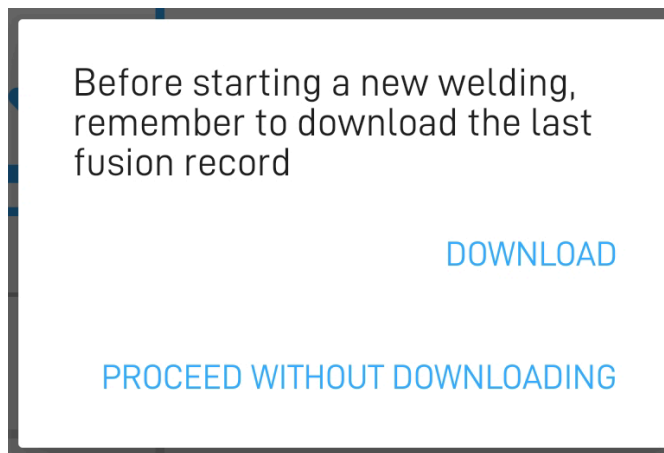 Before starting a new welding,
remember to download the last
fusion record
DOWNLOAD
PROCEED WITHOUT DOWNLOADING